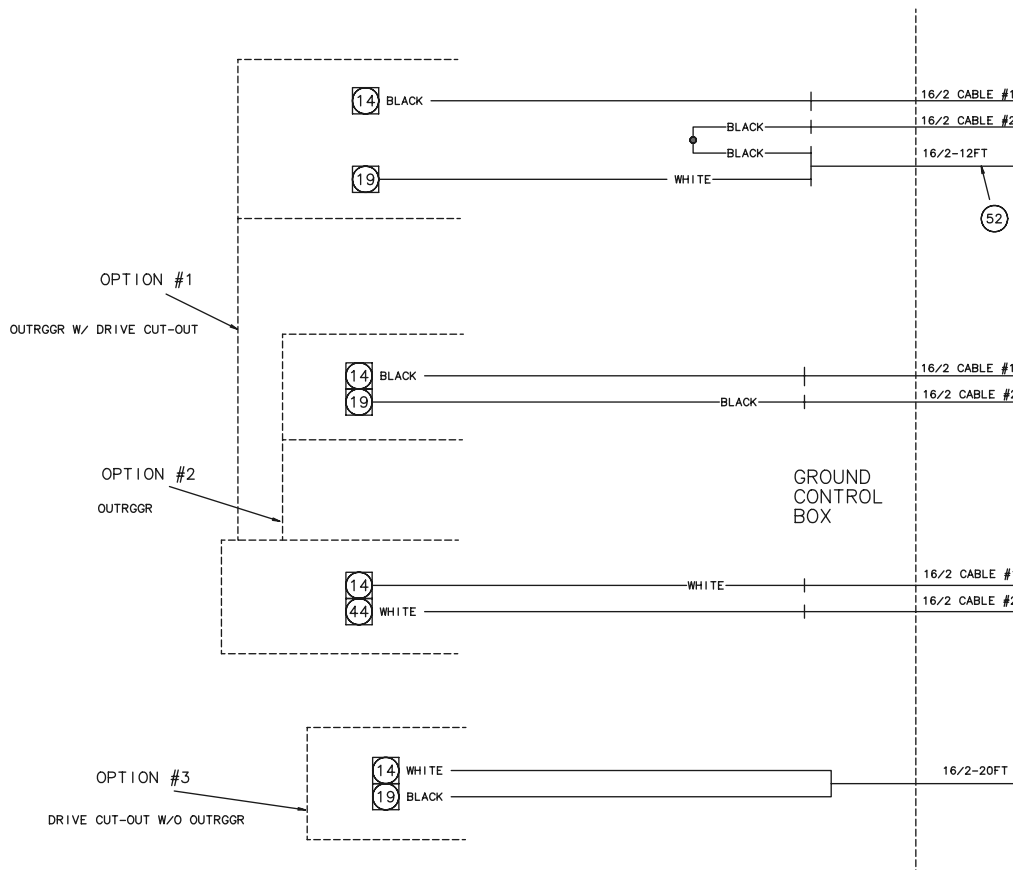 14 BLACK 16/2 CABLE #1
BLACK 16/2 CABLE #2
BLACK 16/2-12FT
19 WHITE
52
OPTION #1
OUTRGGR W/ DRIVE CUT-OUT
14 BLACK 16/2 CABLE #1
19 BLACK 16/2 CABLE #2
OPTION #2
OUTRGGR
GROUND
CONTROL
BOX
14 WHITE 16/2 CABLE #1
44 WHITE 16/2 CABLE #2
14 WHITE 16/2-20FT
19 BLACK
OPTION #3
DRIVE CUT-OUT W/O OUTRGGR